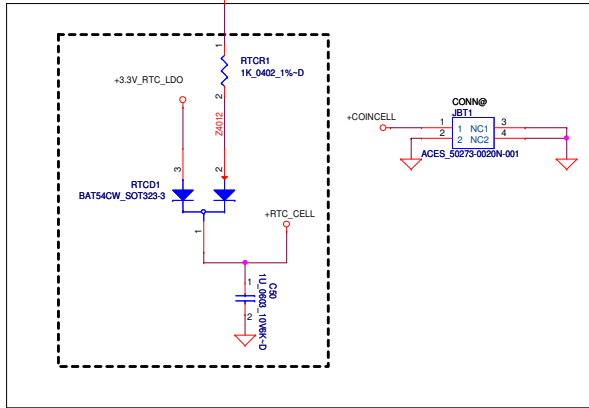 1
RTCR1
1K_0402_1%~D
2
+3.3V_RTC_LDO
Z4012
3
2
RTCD1
BAT54CW_SOT323-3
1
+RTC_CELL
1
2
C50
1U_0603_10V6K~D
CONN@
JBT1
+COINCELL
1
2
1 NC1
2 NC2
3
4
ACES_50273-0020N-001